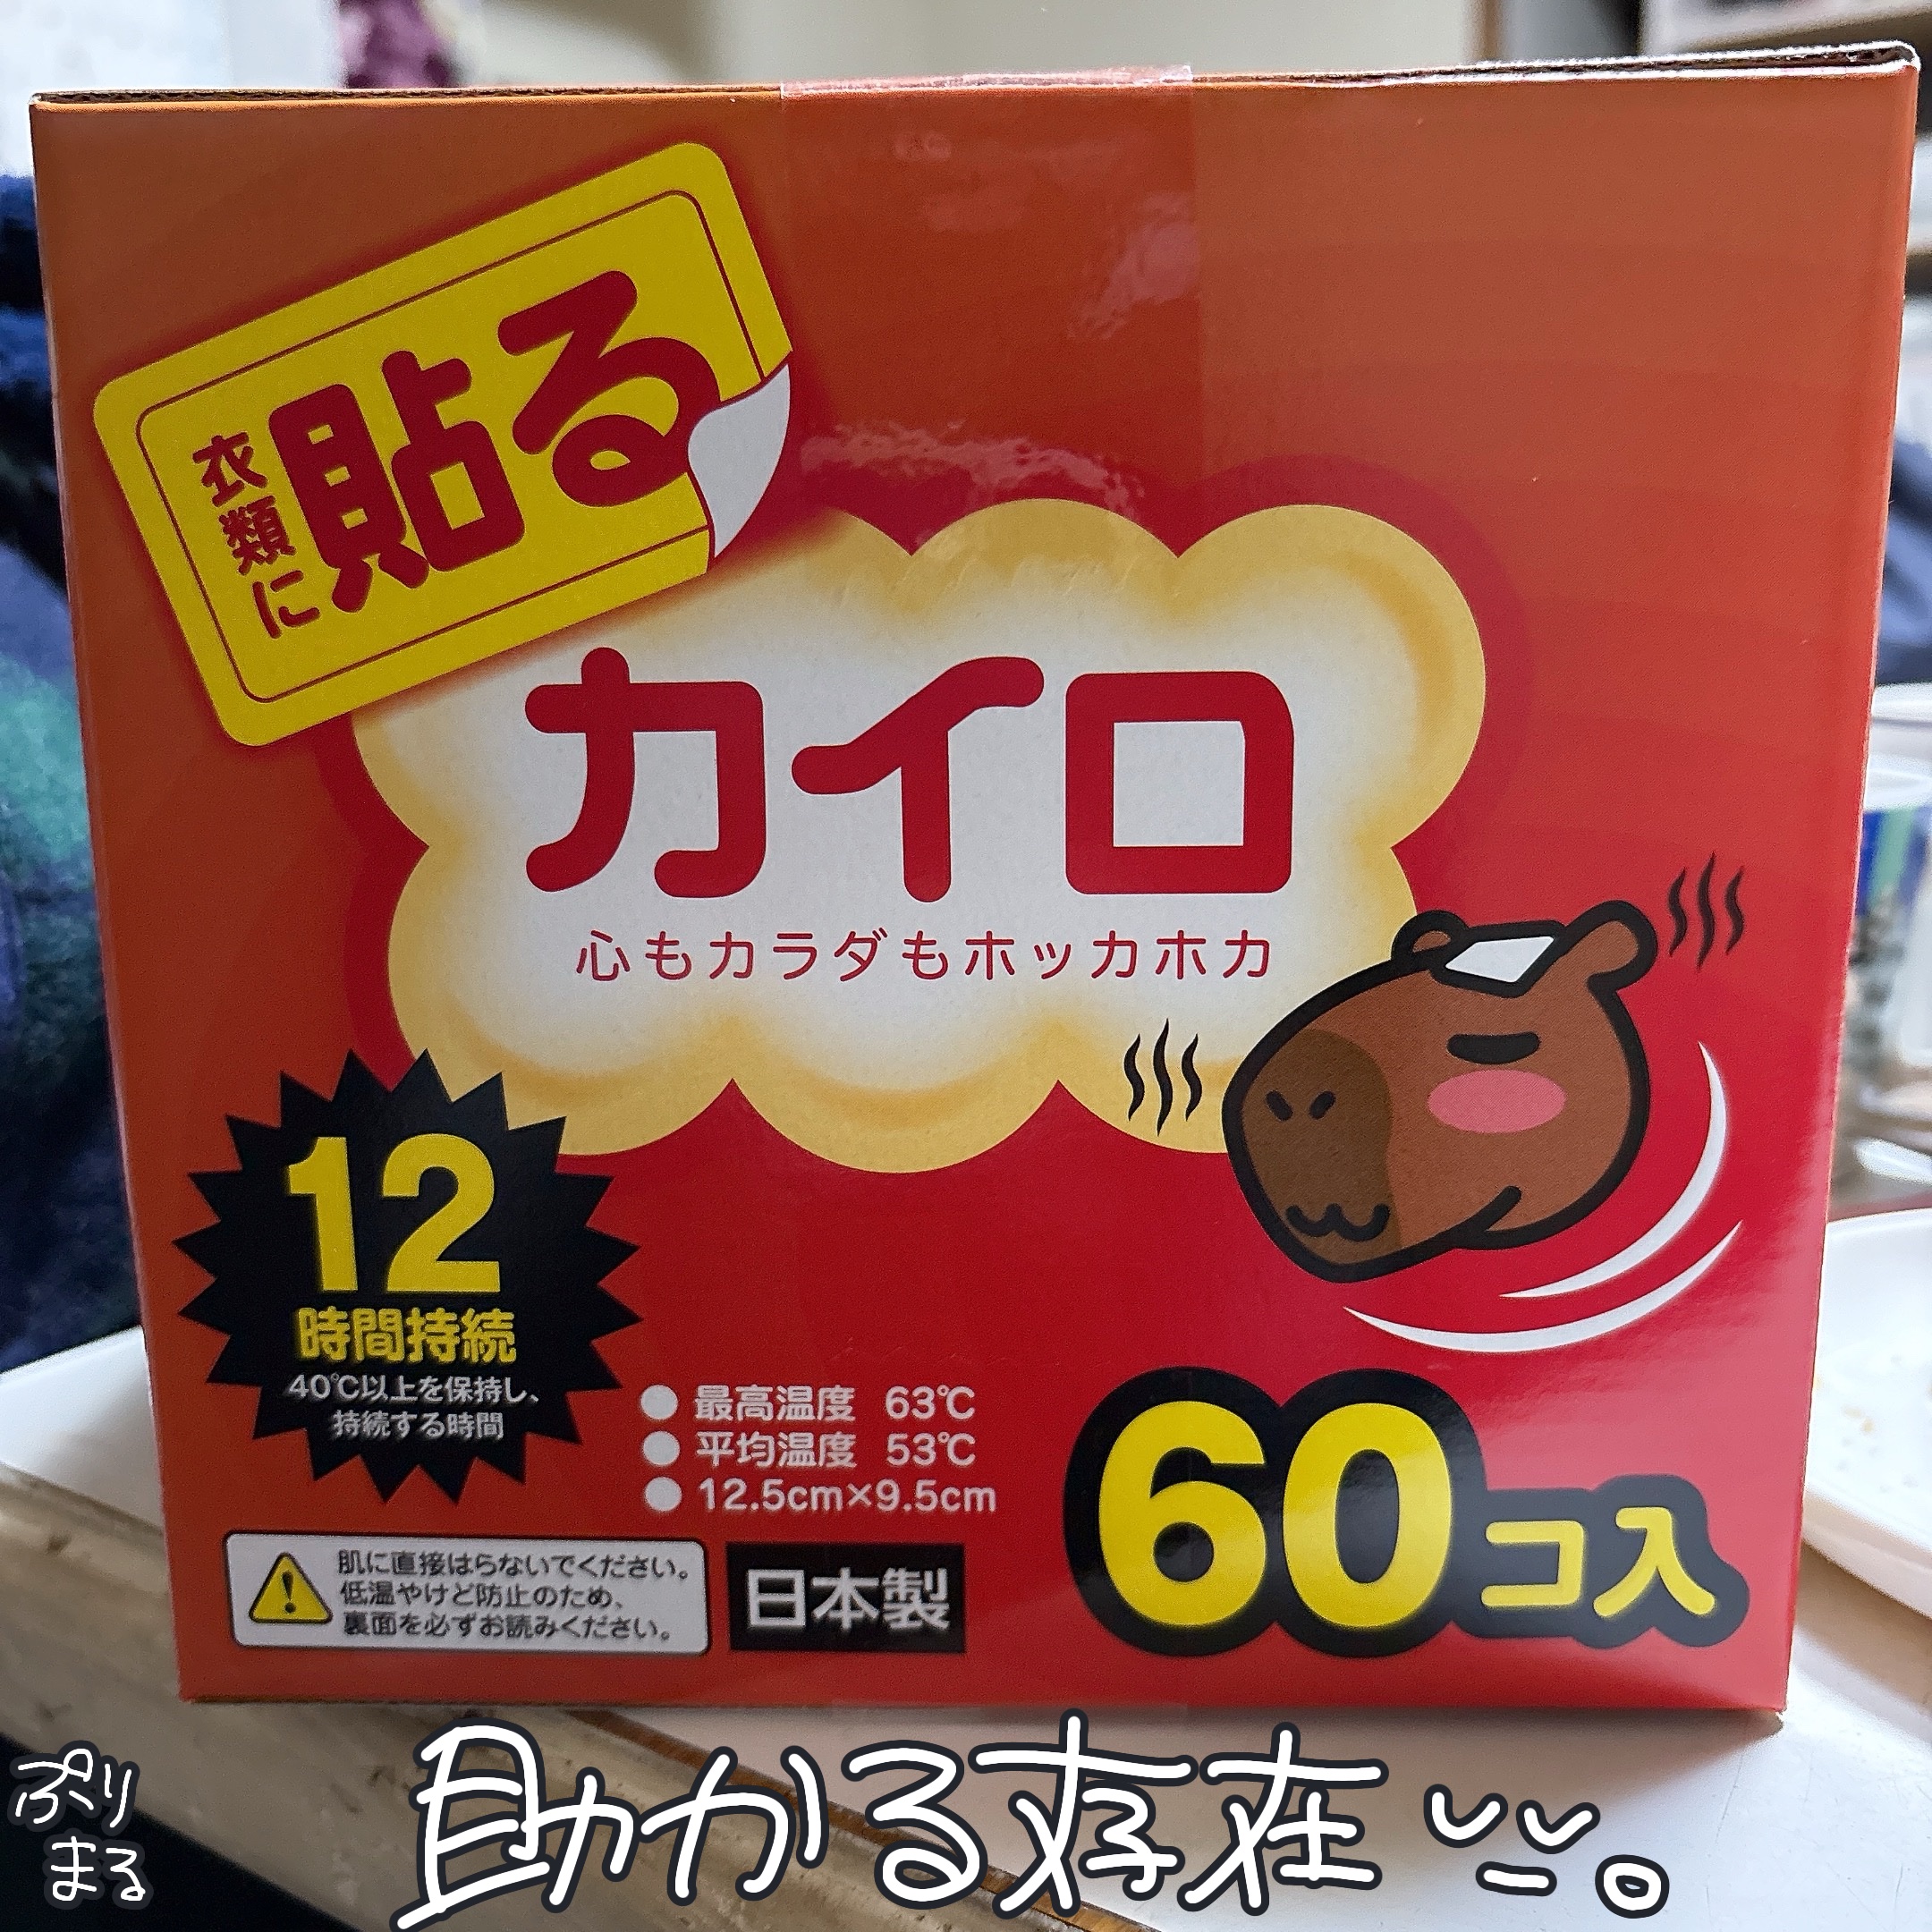 衣類に
貼る
カイロ
心もカラダもホッカホカ
12
時間持続
40℃以上を保持し、
持続する時間
● 最高温度 63℃
● 平均温度 53℃
● 12.5cm×9.5cm
肌に直接はらないでください。
低温やけど防止のため、
裏面を必ずお読みください。
日本製
60コ入
助かる存在
ぷり
まる